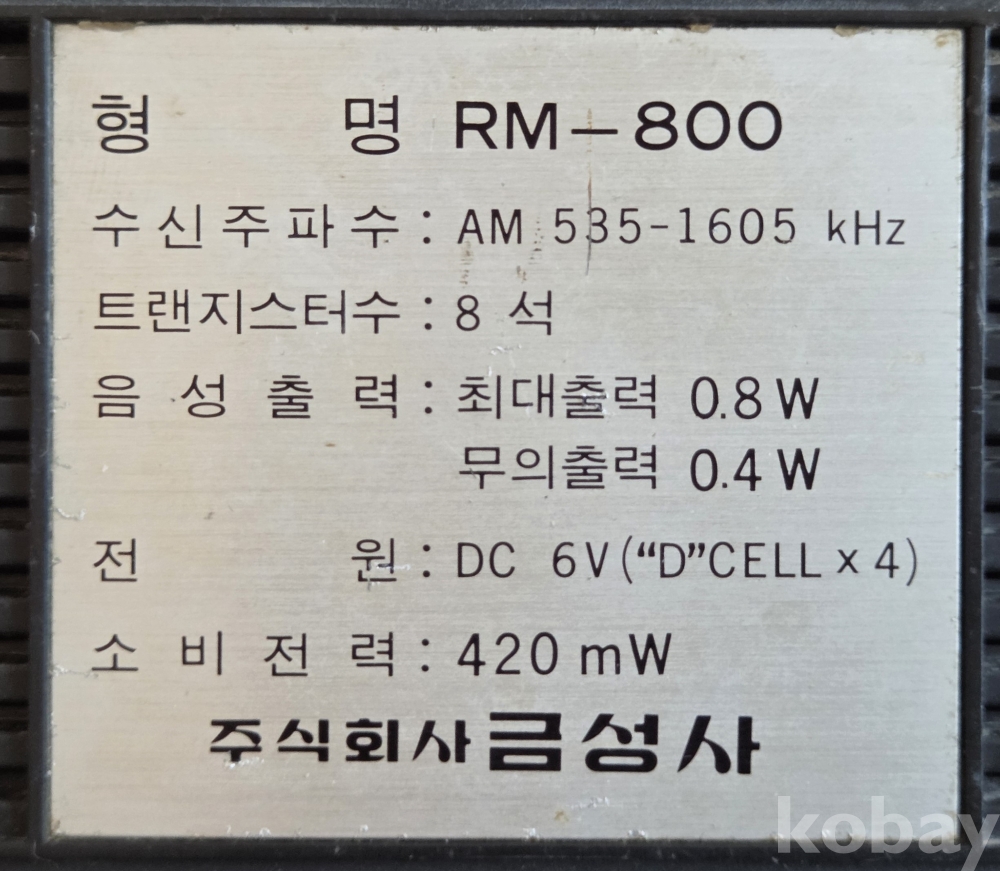 형 명 RM-800
수신주파수 : AM 535-1605 kHz
트랜지스터수 : 8 석
음성출력 : 최대출력 0.8W
무의출력 0.4W
전 원 : DC 6V(“D”CELL x 4)
소비전력 : 420 mW
주식회사 금성사
kobay